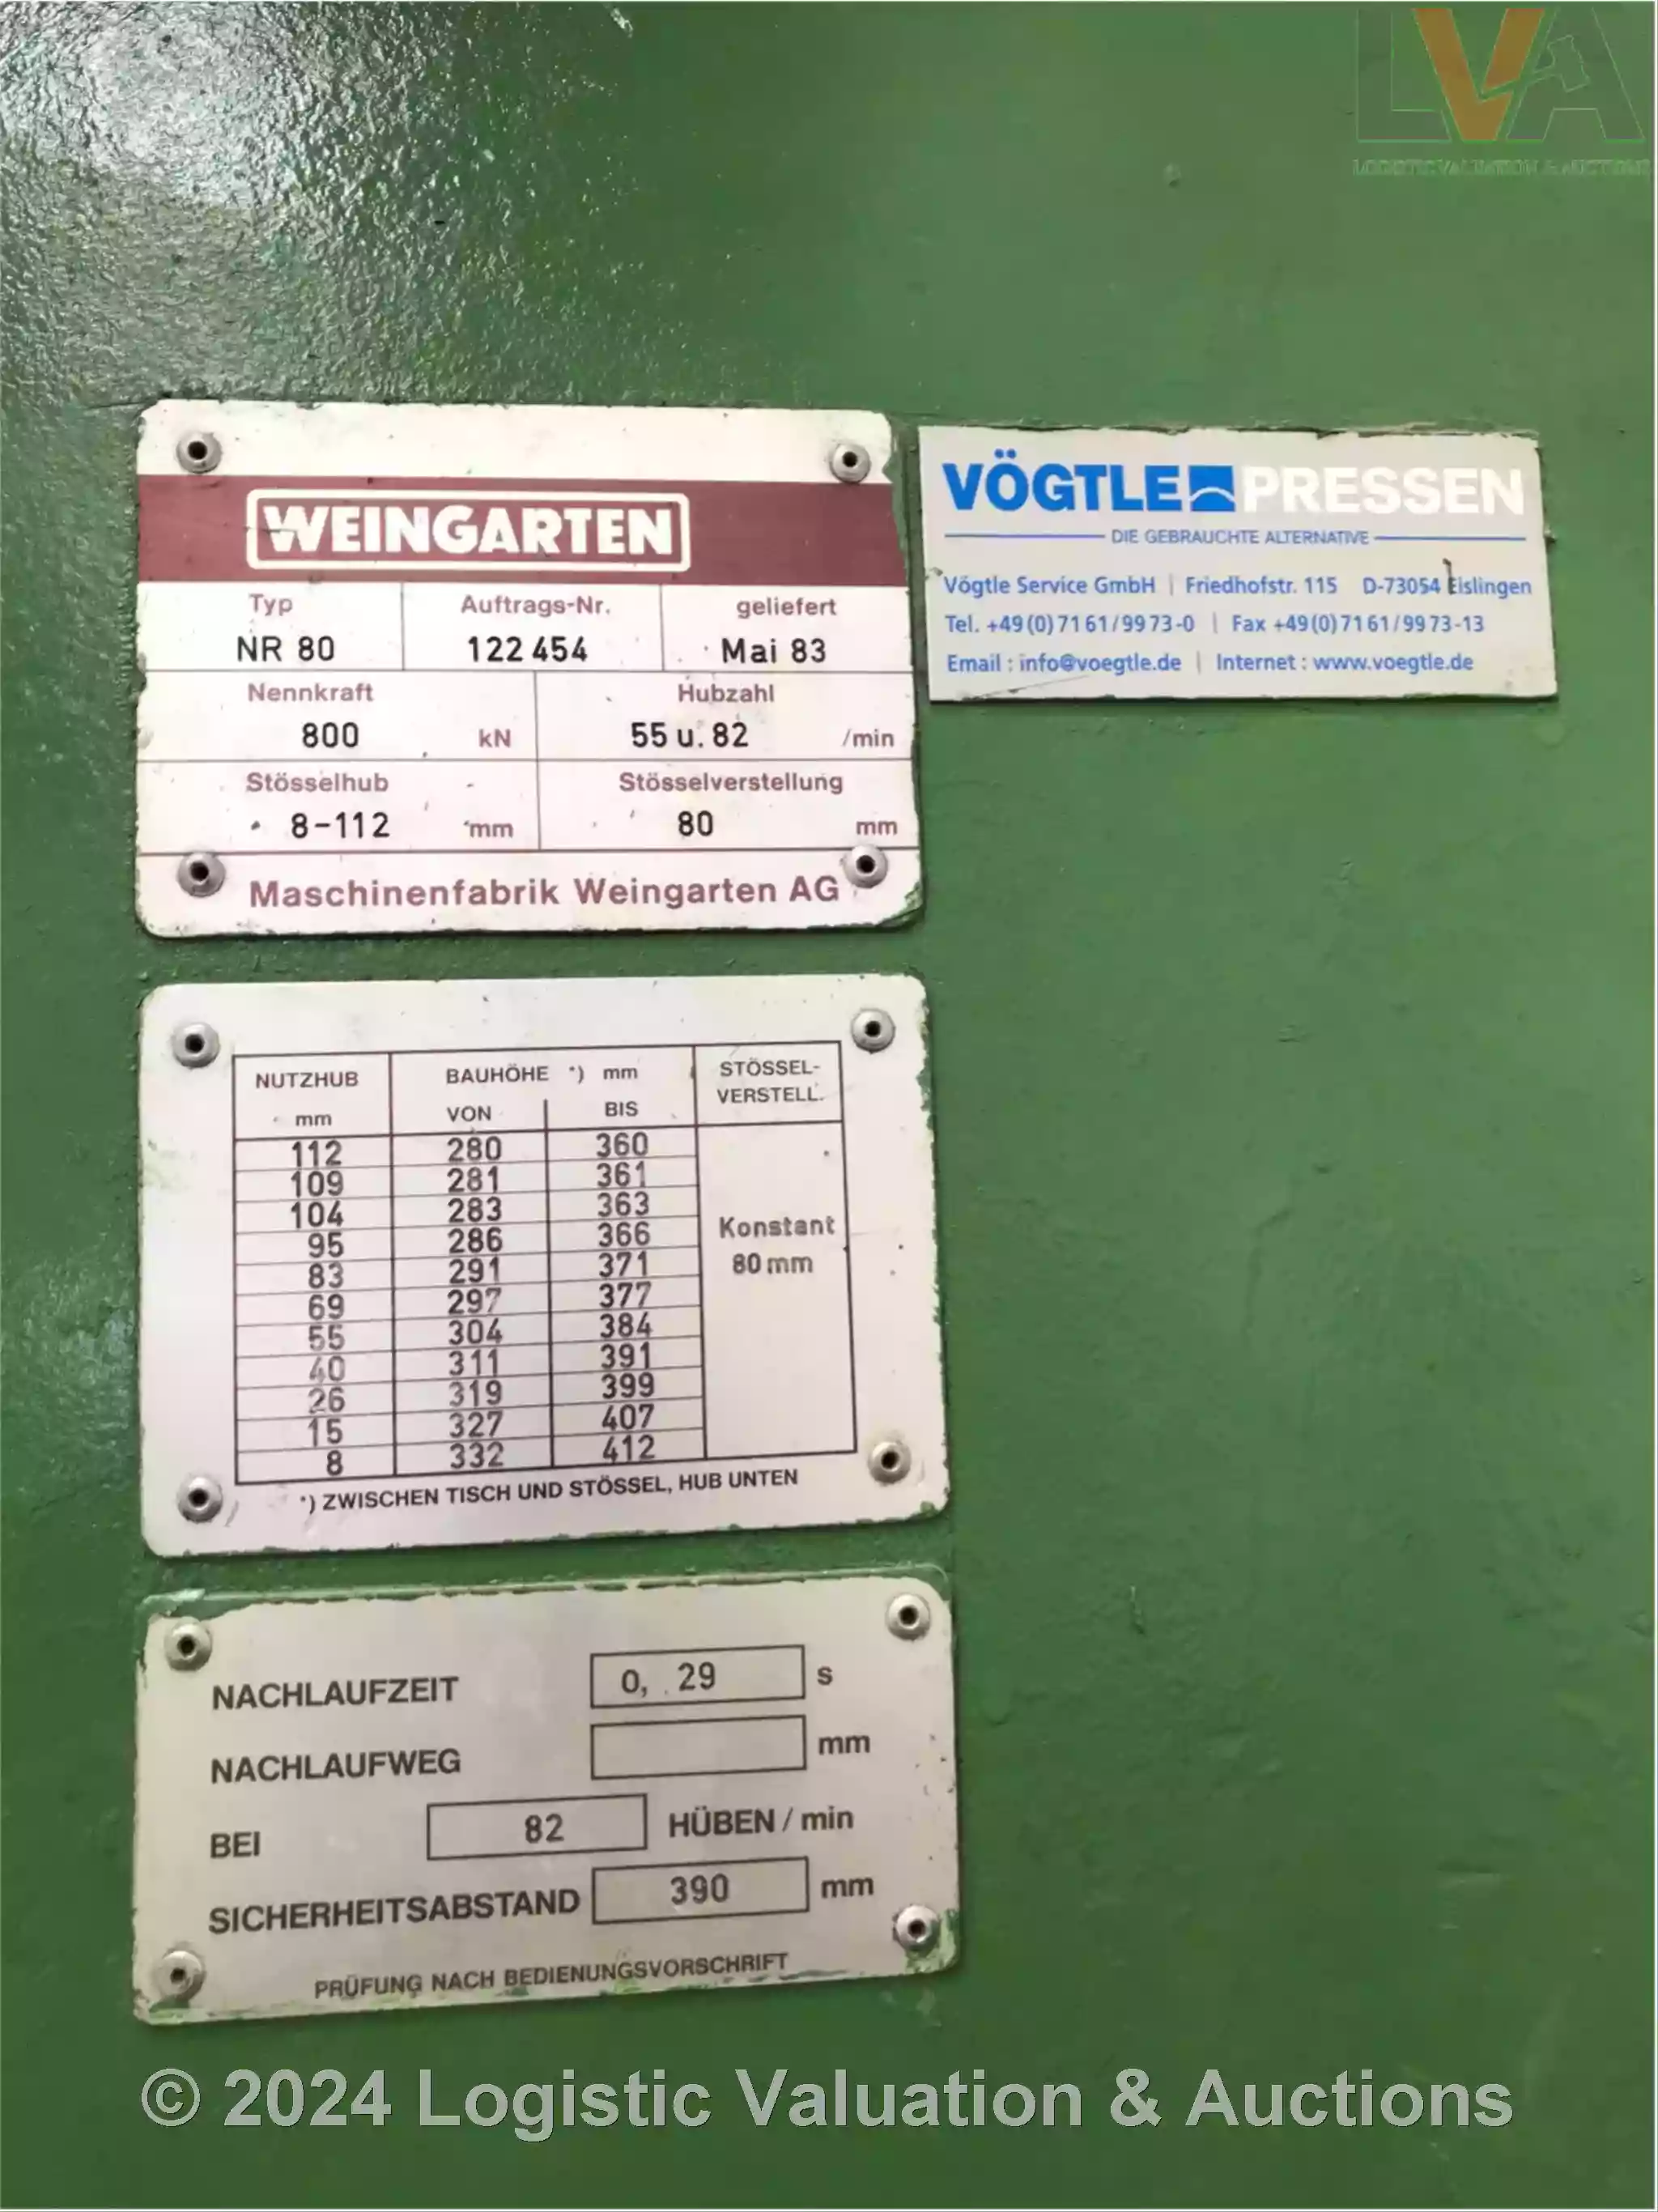 LVA
LOGISTIC VALUATION & AUCTIONS
WEINGARTEN
Typ Auftrags-Nr. geliefert
NR 80 122 454 Mai 83
Nennkraft Hubzahl
800 kN 55 u. 82 /min
Stösselhub Stösselverstellung
8-112 mm 80 mm
Maschinenfabrik Weingarten AG
VÖGTLE PRESSEN
DIE GEBRAUCHTE ALTERNATIVE
Vögtle Service GmbH | Friedhofstr. 115 D-73054 Eislingen
Tel. +49(0)7161/9973-0 | Fax +49(0)7161/9973-13
Email : info@voegtle.de | Internet : www.voegtle.de
NUTZHUB BAUHÖHE *) mm STÖSSEL-
mm VON BIS VERSTELL.
112 280 360
109 281 361
104 283 363
95 286 366 Konstant
83 291 371 80 mm
69 297 377
55 304 384
40 311 391
26 319 399
15 327 407
8 332 412
*) ZWISCHEN TISCH UND STÖSSEL, HUB UNTEN
NACHLAUFZEIT 0, 29 s
NACHLAUFWEG mm
BEI 82 HÜBEN / min
SICHERHEITSABSTAND 390 mm
PRÜFUNG NACH BEDIENUNGSVORSCHRIFT
© 2024 Logistic Valuation & Auctions